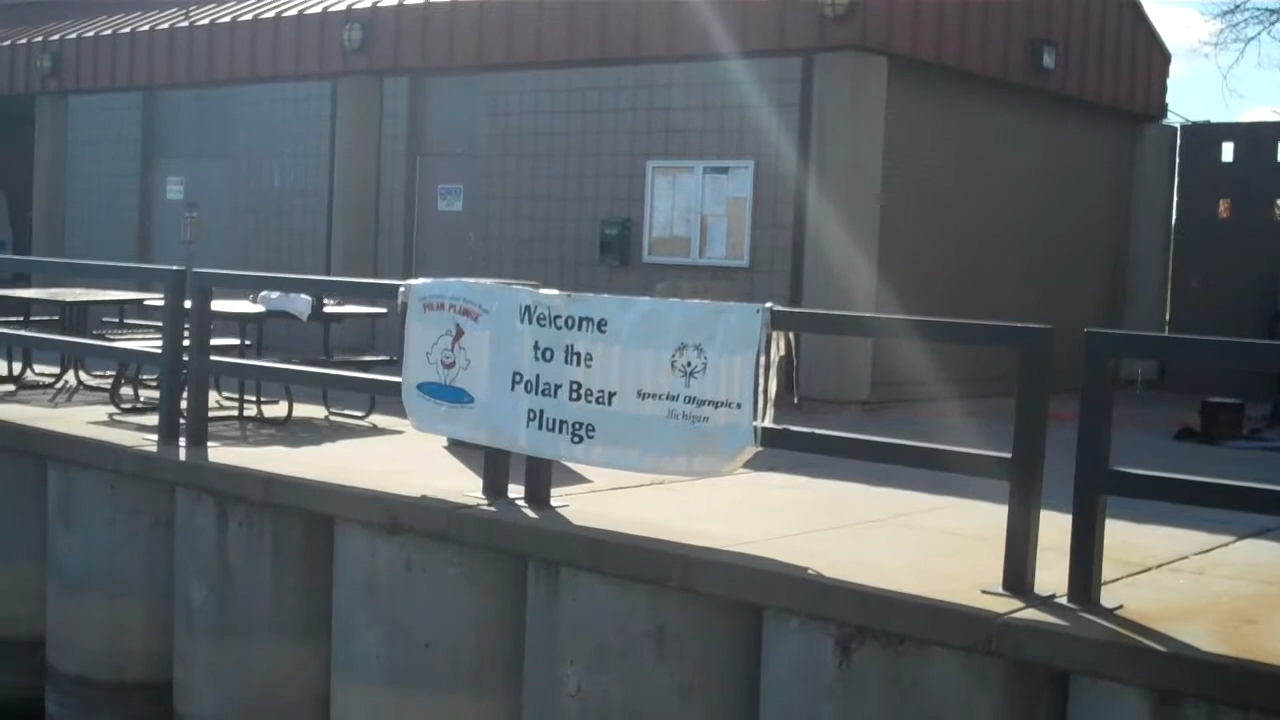 POLAR PLUNGE
Welcome
to the
Polar Bear
Plunge
Special Olympics
Michigan